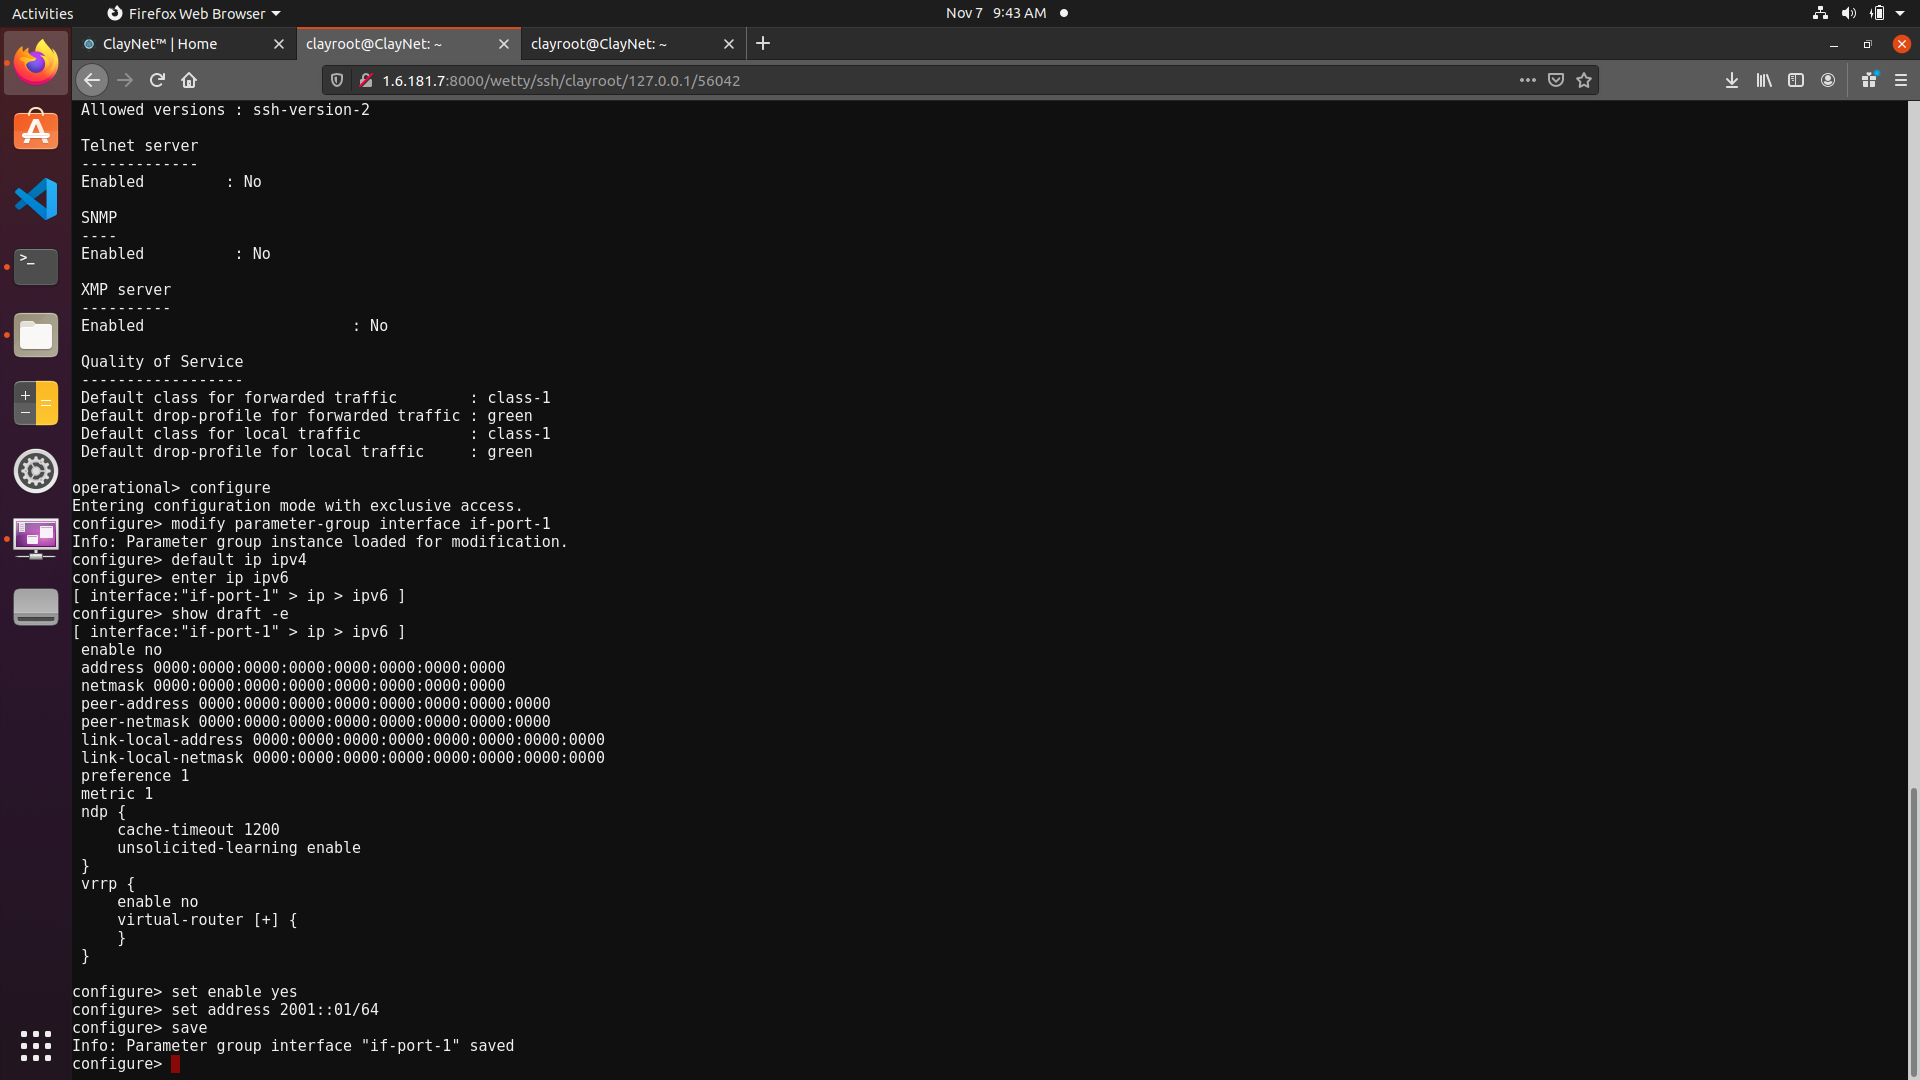 Activities
Firefox Web Browser
Nov 7 9:43 AM
ClayNet™ | Home
clayroot@ClayNet: ~
clayroot@ClayNet: ~
1.6.181.7:8000/wetty/ssh/clayroot/127.0.0.1/56042
Allowed versions : ssh-version-2
Telnet server
-------------
Enabled         : No
SNMP
----
Enabled          : No
XMP server
----------
Enabled                       : No
Quality of Service
------------------
Default class for forwarded traffic        : class-1
Default drop-profile for forwarded traffic : green
Default class for local traffic            : class-1
Default drop-profile for local traffic     : green
operational> configure
Entering configuration mode with exclusive access.
configure> modify parameter-group interface if-port-1
Info: Parameter group instance loaded for modification.
configure> default ip ipv4
configure> enter ip ipv6
[ interface:"if-port-1" > ip > ipv6 ]
configure> show draft -e
[ interface:"if-port-1" > ip > ipv6 ]
enable no
address 0000:0000:0000:0000:0000:0000:0000:0000
netmask 0000:0000:0000:0000:0000:0000:0000:0000
peer-address 0000:0000:0000:0000:0000:0000:0000:0000
peer-netmask 0000:0000:0000:0000:0000:0000:0000:0000
link-local-address 0000:0000:0000:0000:0000:0000:0000:0000
link-local-netmask 0000:0000:0000:0000:0000:0000:0000:0000
preference 1
metric 1
ndp {
    cache-timeout 1200
    unsolicited-learning enable
}
vrrp {
    enable no
    virtual-router [+] {
    }
}
configure> set enable yes
configure> set address 2001::01/64
configure> save
Info: Parameter group interface "if-port-1" saved
configure>